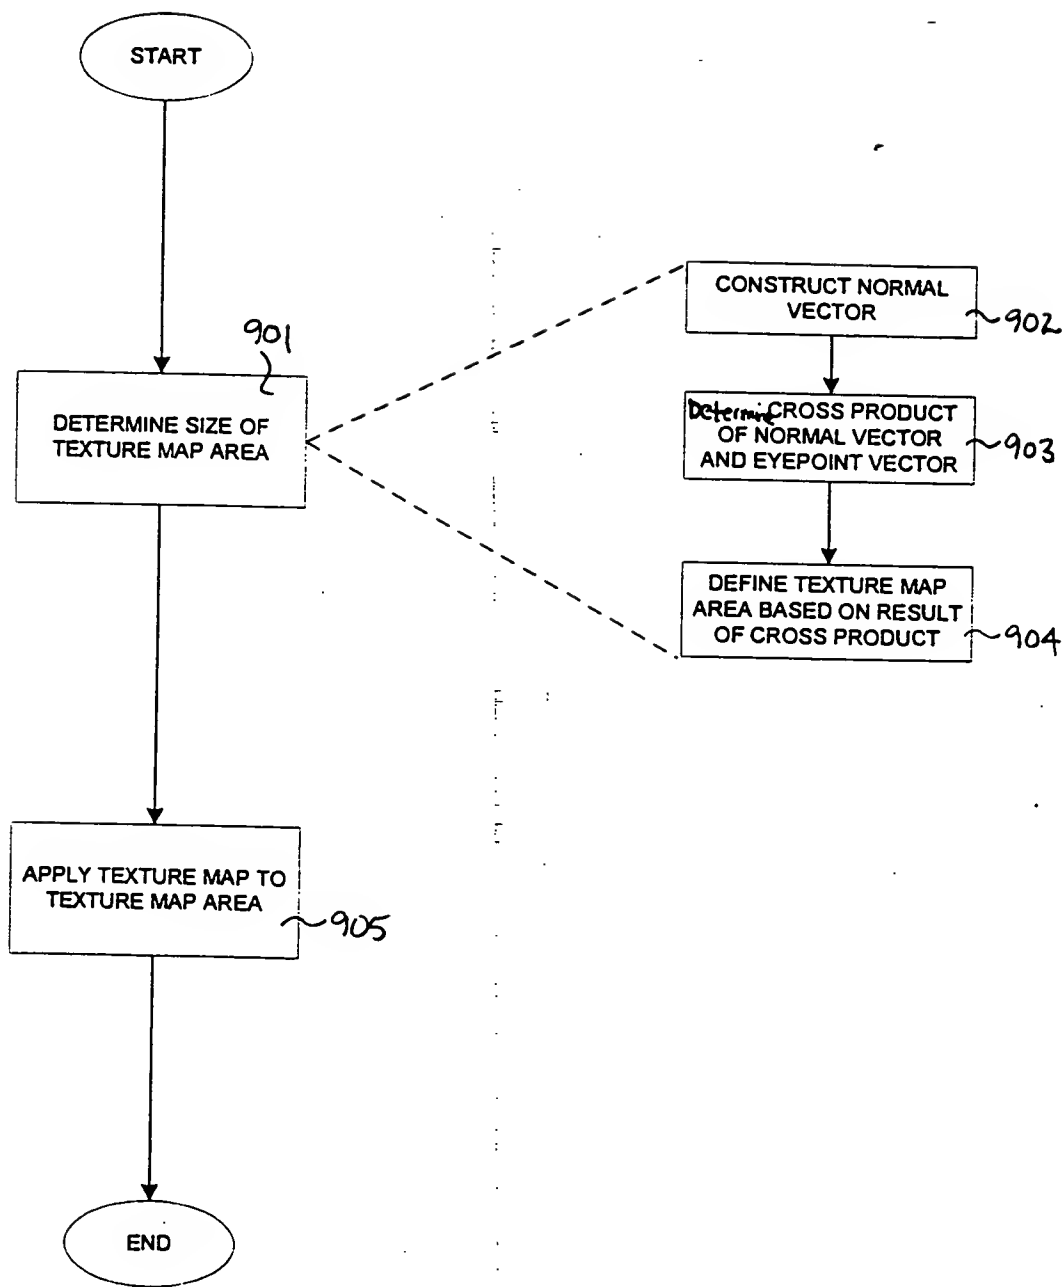 START
901
DETERMINE SIZE OF
TEXTURE MAP AREA
CONSTRUCT NORMAL
VECTOR
902
Determine CROSS PRODUCT
OF NORMAL VECTOR
AND EYEPOINT VECTOR
903
DEFINE TEXTURE MAP
AREA BASED ON RESULT
OF CROSS PRODUCT
904
APPLY TEXTURE MAP TO
TEXTURE MAP AREA
905
END